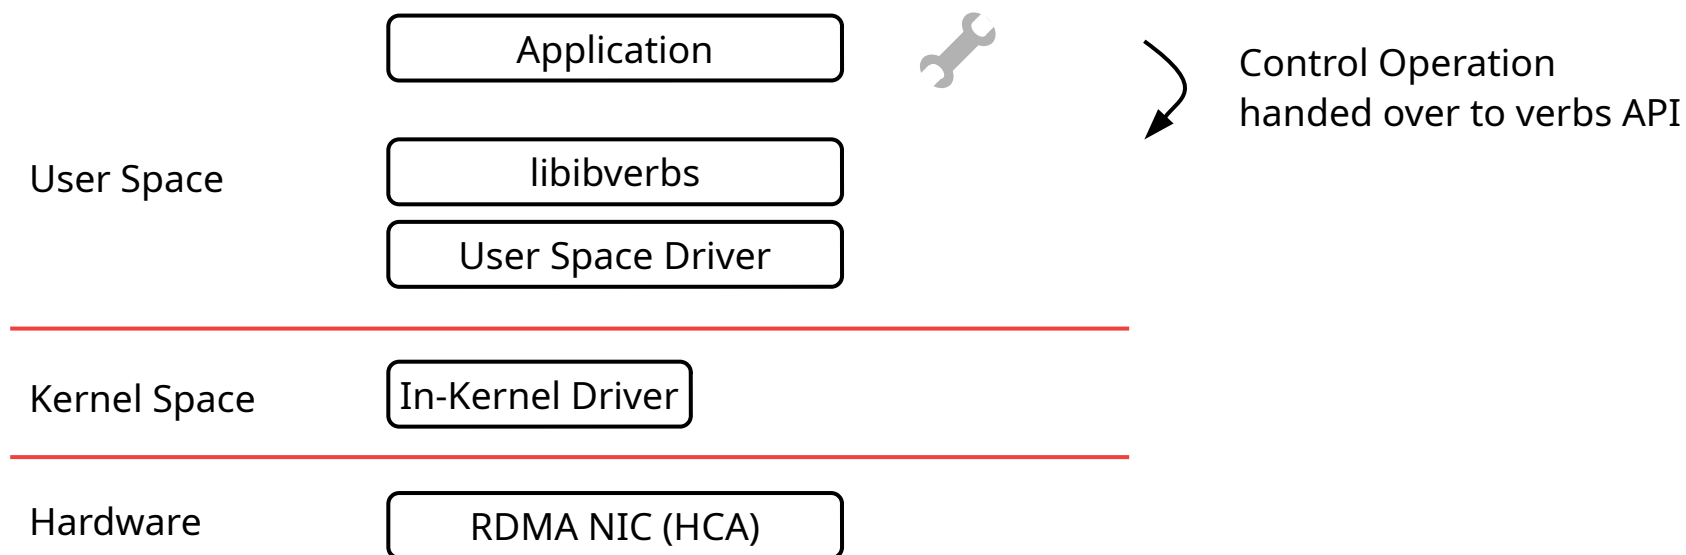 Application
Control Operation
handed over to verbs API
User Space
libibverbs
User Space Driver
Kernel Space
In-Kernel Driver
Hardware
RDMA NIC (HCA)